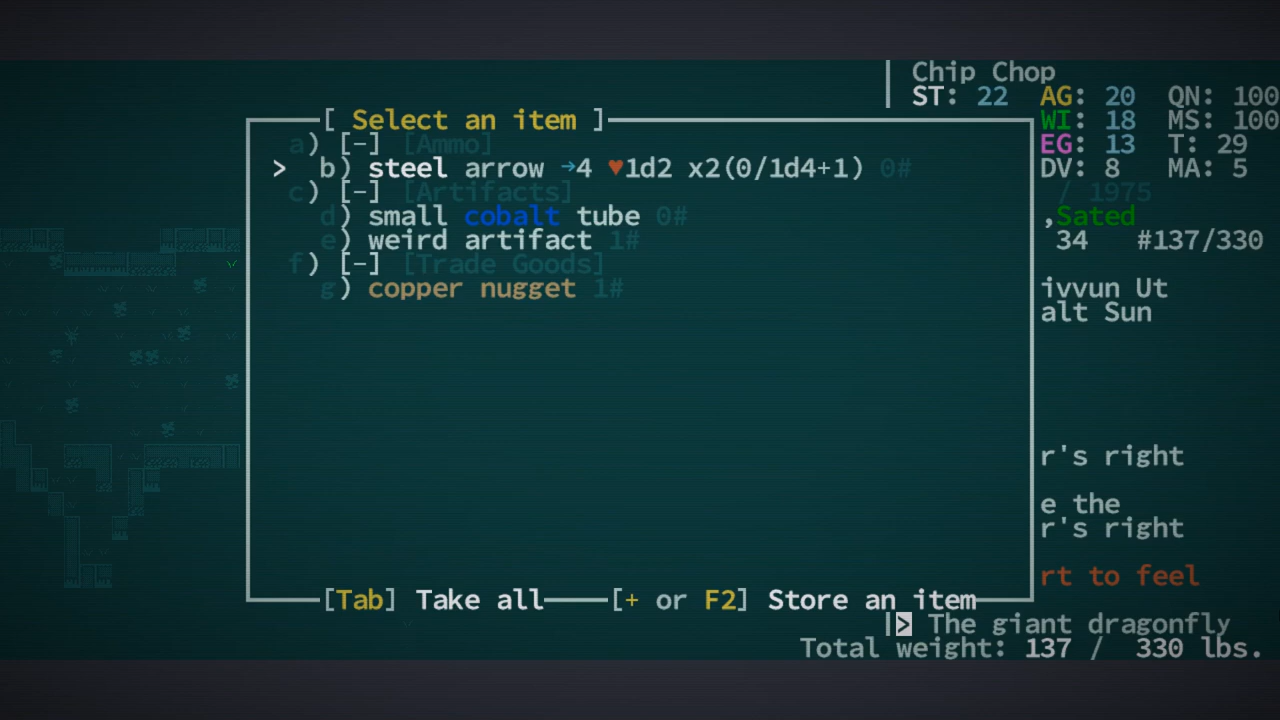 Chip Chop
ST: 22 AG: 20 QN: 100
WI: 18 MS: 100
EG: 13 T: 29
DV: 8 MA: 5
/ 1975
,Sated
34 #137/330
ivvun Ut
alt Sun
r's right
e the
r's right
rt to feel
[ Select an item ]
a) [-] [Ammo]
> b) steel arrow →4 ♥1d2 x2(0/1d4+1) 0#
c) [-] [Artifacts]
d) small cobalt tube 0#
e) weird artifact 1#
f) [-] [Trade Goods]
g) copper nugget 1#
[Tab] Take all [+ or F2] Store an item
> The giant dragonfly
Total weight: 137 / 330 lbs.